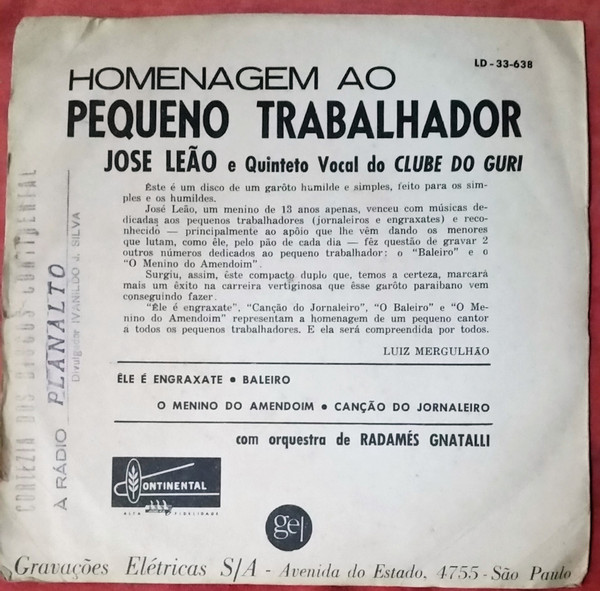 LD - 33-638
HOMENAGEM AO
PEQUENO TRABALHADOR
JOSE LEÃO e Quinteto Vocal do CLUBE DO GURI
Êste é um disco de um garôto humilde e simples, feito para os sim-
ples e os humildes.
José Leão, um menino de 13 anos apenas, venceu com músicas de-
dicadas aos pequenos trabalhadores (jornaleiros e engraxates) e reco-
nhecido — principalmente ao apôio que lhe vêm dando os menores
que lutam, como êle, pelo pão de cada dia — fêz questão de gravar 2
outros números dedicados ao pequeno trabalhador: o "Baleiro" e o
"O Menino do Amendoim".
Surgiu, assim, êste compacto duplo que, temos a certeza, marcará
mais um êxito na carreira vertiginosa que êsse garôto paraibano vem
conseguindo fazer.
"Êle é engraxate", "Canção do Jornaleiro", "O Baleiro" e "O Me-
nino do Amendoim" representam a homenagem de um pequeno cantor
a todos os pequenos trabalhadores. E ela será compreendida por todos.
LUIZ MERGULHÃO
ÊLE É ENGRAXATE • BALEIRO
O MENINO DO AMENDOIM • CANÇÃO DO JORNALEIRO
com orquestra de RADAMÉS GNATALLI
CONTINENTAL
ALTA FIDELIDADE
gel
Gravações Elétricas S/A - Avenida do Estado, 4755 - São Paulo
CORTEZIA DOS DISCOS CONTINENTAL
A RÁDIO PLANALTO
Divulgador IVANILDO J. SILVA